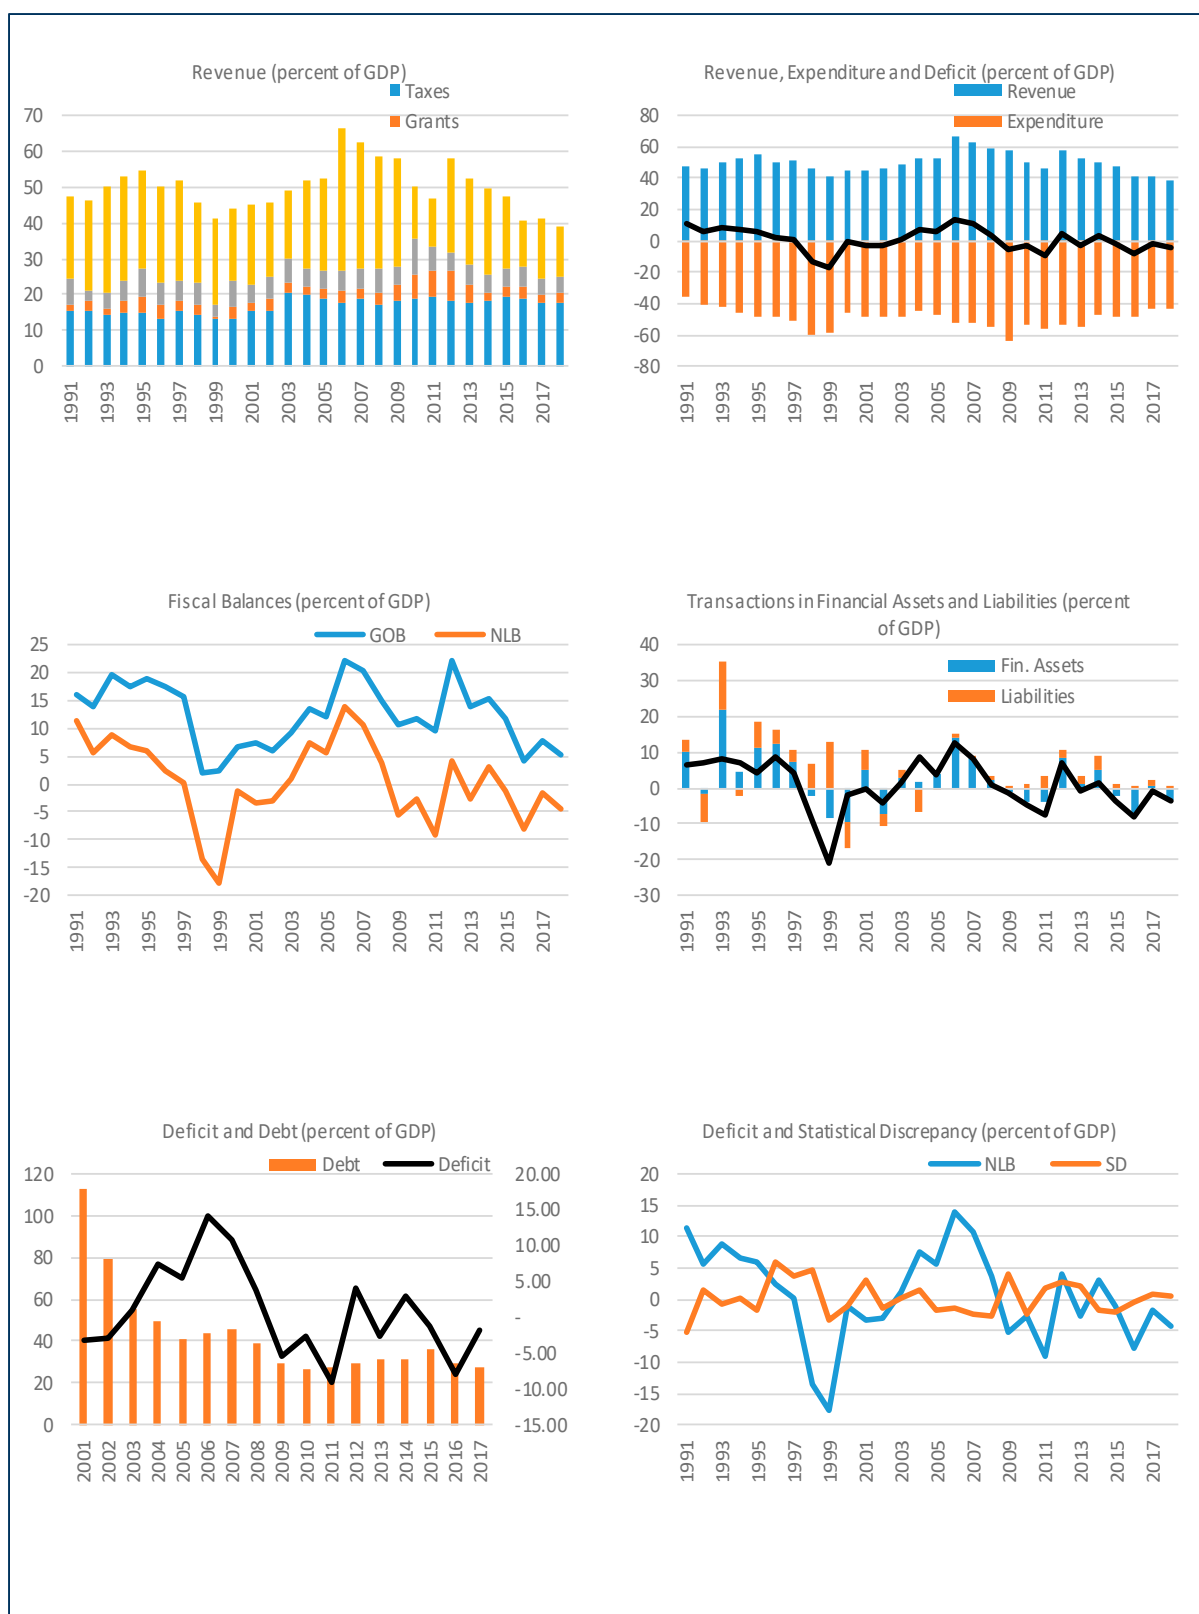 Revenue (percent of GDP)
Taxes
Grants
70
60
50
40
30
20
10
0
1991 1993 1995 1997 1999 2001 2003 2005 2007 2009 2011 2013 2015 2017
Revenue, Expenditure and Deficit (percent of GDP)
Revenue
Expenditure
80
60
40
20
0
-20
-40
-60
-80
1991 1993 1995 1997 1999 2001 2003 2005 2007 2009 2011 2013 2015 2017
Fiscal Balances (percent of GDP)
GOB NLB
25
20
15
10
5
0
-5
-10
-15
-20
1991 1993 1995 1997 1999 2001 2003 2005 2007 2009 2011 2013 2015 2017
Transactions in Financial Assets and Liabilities (percent
of GDP)
Fin. Assets
Liabilities
40
30
20
10
0
-10
-20
-30
1991 1993 1995 1997 1999 2001 2003 2005 2007 2009 2011 2013 2015 2017
Deficit and Debt (percent of GDP)
Debt Deficit
120
100
80
60
40
20
0
20.00
15.00
10.00
5.00
-
-5.00
-10.00
-15.00
2001 2002 2003 2004 2005 2006 2007 2008 2009 2010 2011 2012 2013 2014 2015 2016 2017
Deficit and Statistical Discrepancy (percent of GDP)
NLB SD
20
15
10
5
0
-5
-10
-15
-20
1991 1993 1995 1997 1999 2001 2003 2005 2007 2009 2011 2013 2015 2017